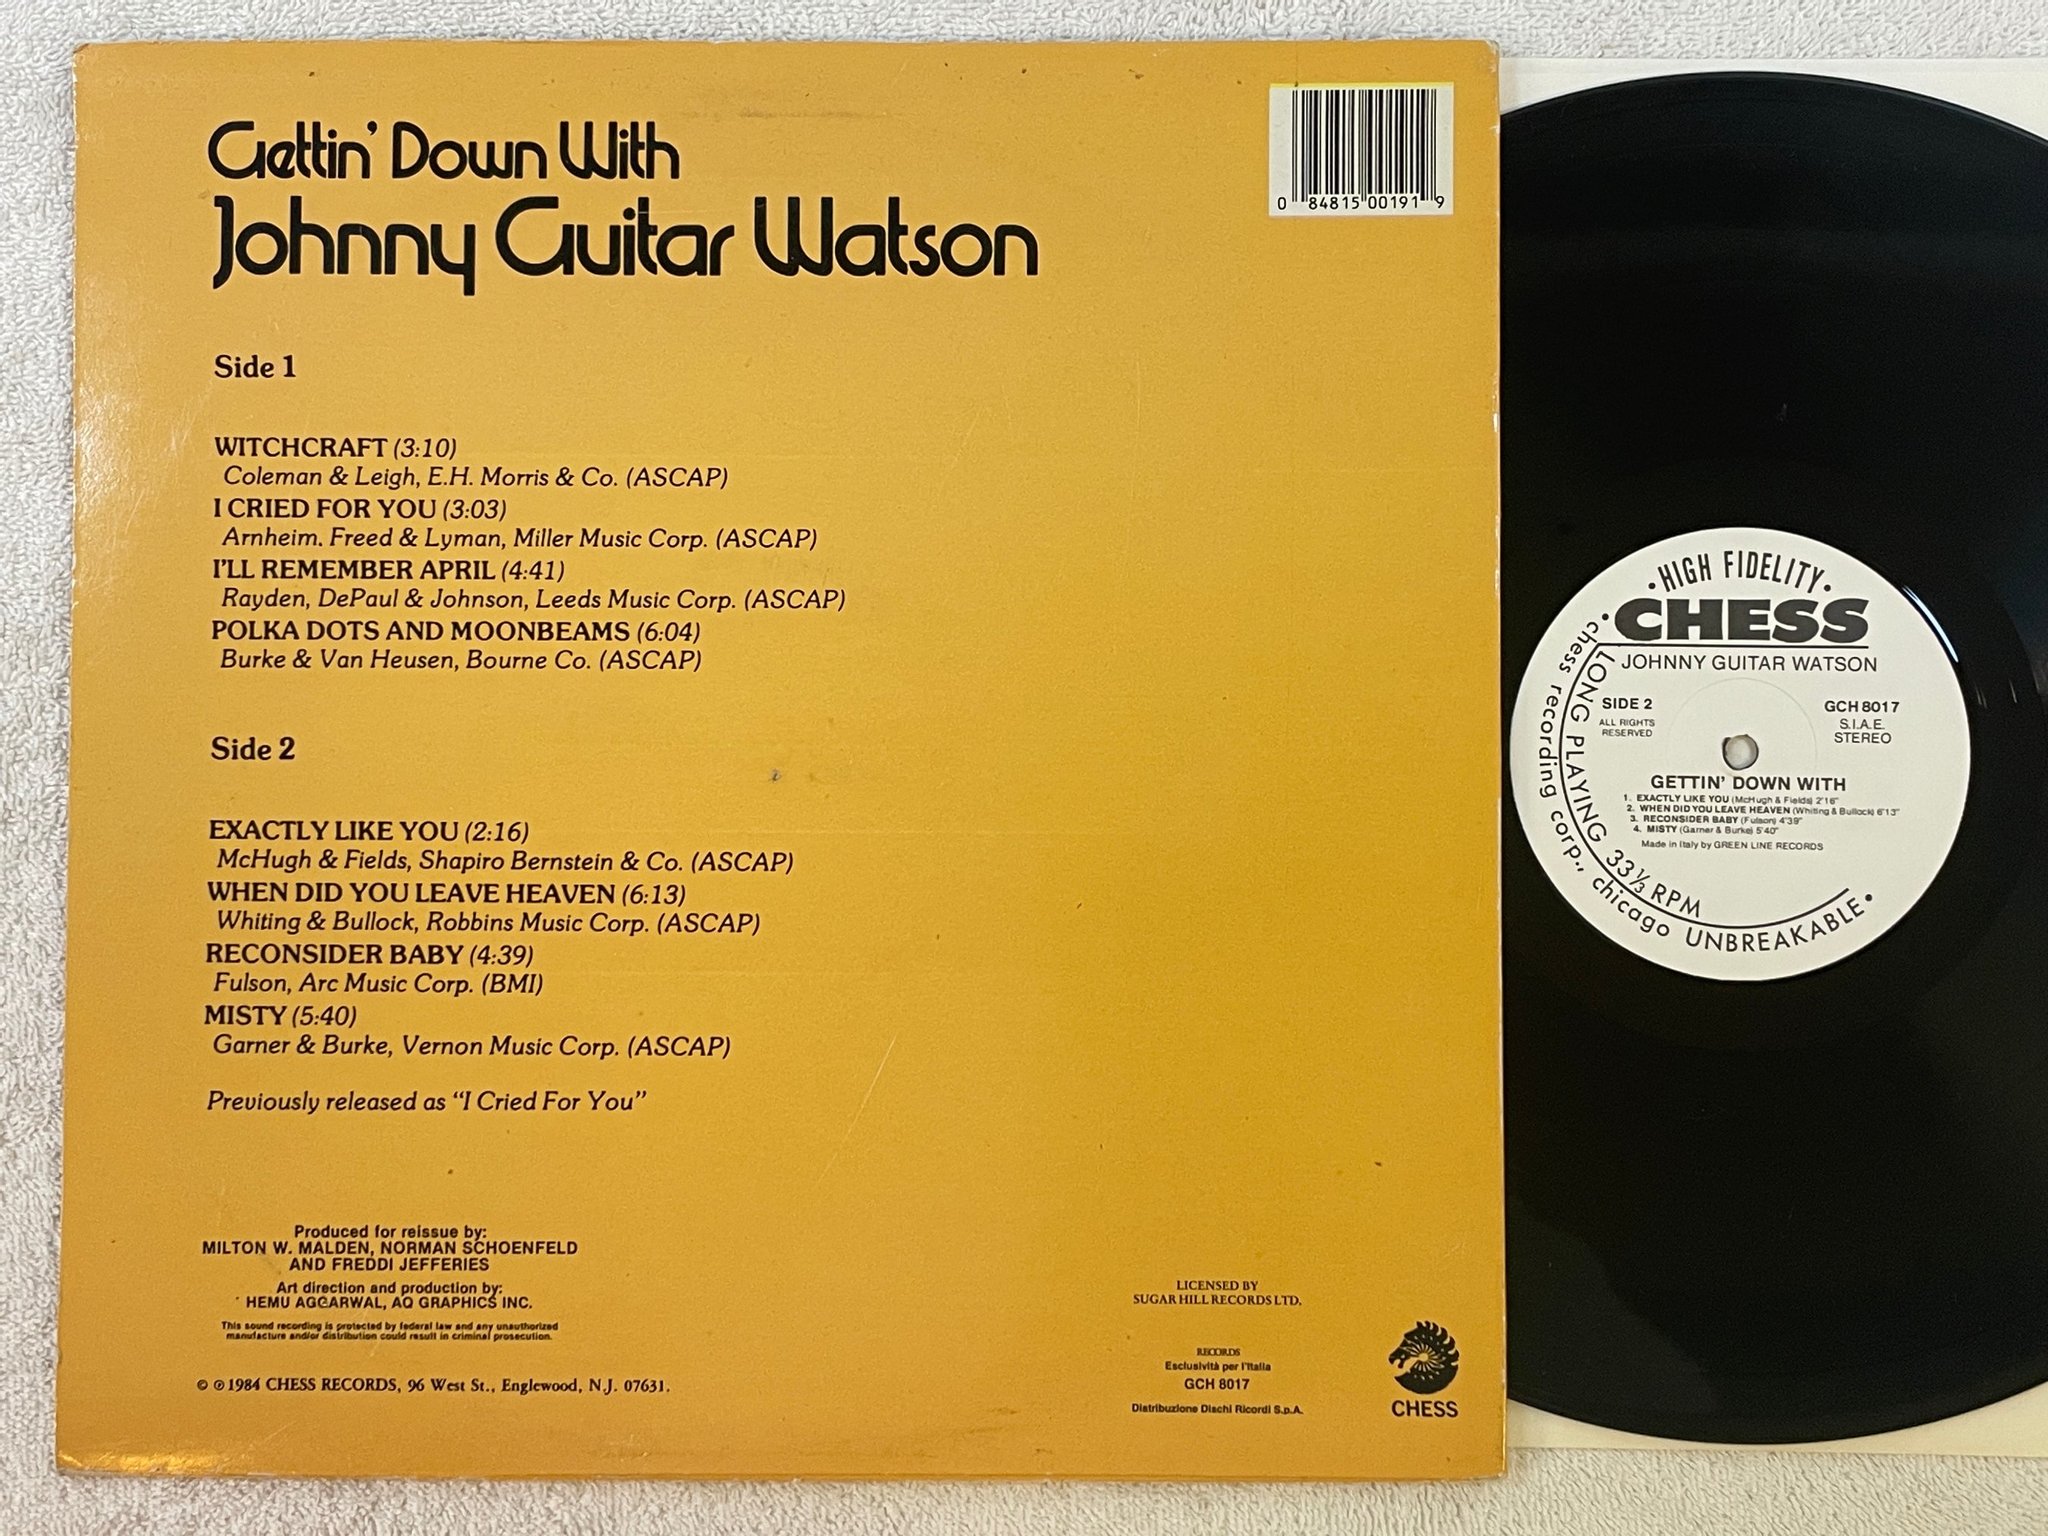 Gettin' Down With
Johnny Guitar Watson
0 84815 00191 9
Side 1
WITCHCRAFT (3:10)
Coleman & Leigh, E.H. Morris & Co. (ASCAP)
I CRIED FOR YOU (3:03)
Arnheim. Freed & Lyman, Miller Music Corp. (ASCAP)
I'LL REMEMBER APRIL (4:41)
Rayden, DePaul & Johnson, Leeds Music Corp. (ASCAP)
POLKA DOTS AND MOONBEAMS (6:04)
Burke & Van Heusen, Bourne Co. (ASCAP)
Side 2
EXACTLY LIKE YOU (2:16)
McHugh & Fields, Shapiro Bernstein & Co. (ASCAP)
WHEN DID YOU LEAVE HEAVEN (6:13)
Whiting & Bullock, Robbins Music Corp. (ASCAP)
RECONSIDER BABY (4:39)
Fulson, Arc Music Corp. (BMI)
MISTY (5:40)
Garner & Burke, Vernon Music Corp. (ASCAP)
Previously released as “I Cried For You”
Produced for reissue by:
MILTON W. MALDEN, NORMAN SCHOENFELD
AND FREDDI JEFFERIES
Art direction and production by:
HEMU AGGARWAL, AQ GRAPHICS INC.
This sound recording is protected by federal law and any unauthorized
manufacture and/or distribution could result in criminal prosecution.
© ℗ 1984 CHESS RECORDS, 96 West St., Englewood, N.J. 07631.
LICENSED BY
SUGAR HILL RECORDS LTD.
RECORDS
Esclusività per l'Italia
GCH 8017
Distribuzione Dischi Ricordi S.p.A.
CHESS
•HIGH FIDELITY•
CHESS
JOHNNY GUITAR WATSON
SIDE 2
ALL RIGHTS
RESERVED
GCH 8017
S.I.A.E.
STEREO
GETTIN' DOWN WITH
1. EXACTLY LIKE YOU (McHugh & Fields) 2'16"
2. WHEN DID YOU LEAVE HEAVEN (Whiting & Bullock) 6'13"
3. RECONSIDER BABY (Fulson) 4'39"
4. MISTY (Garner & Burke) 5'40"
Made in Italy by GREEN LINE RECORDS
LONG PLAYING 33⅓ RPM
• chess recording corp., chicago UNBREAKABLE •